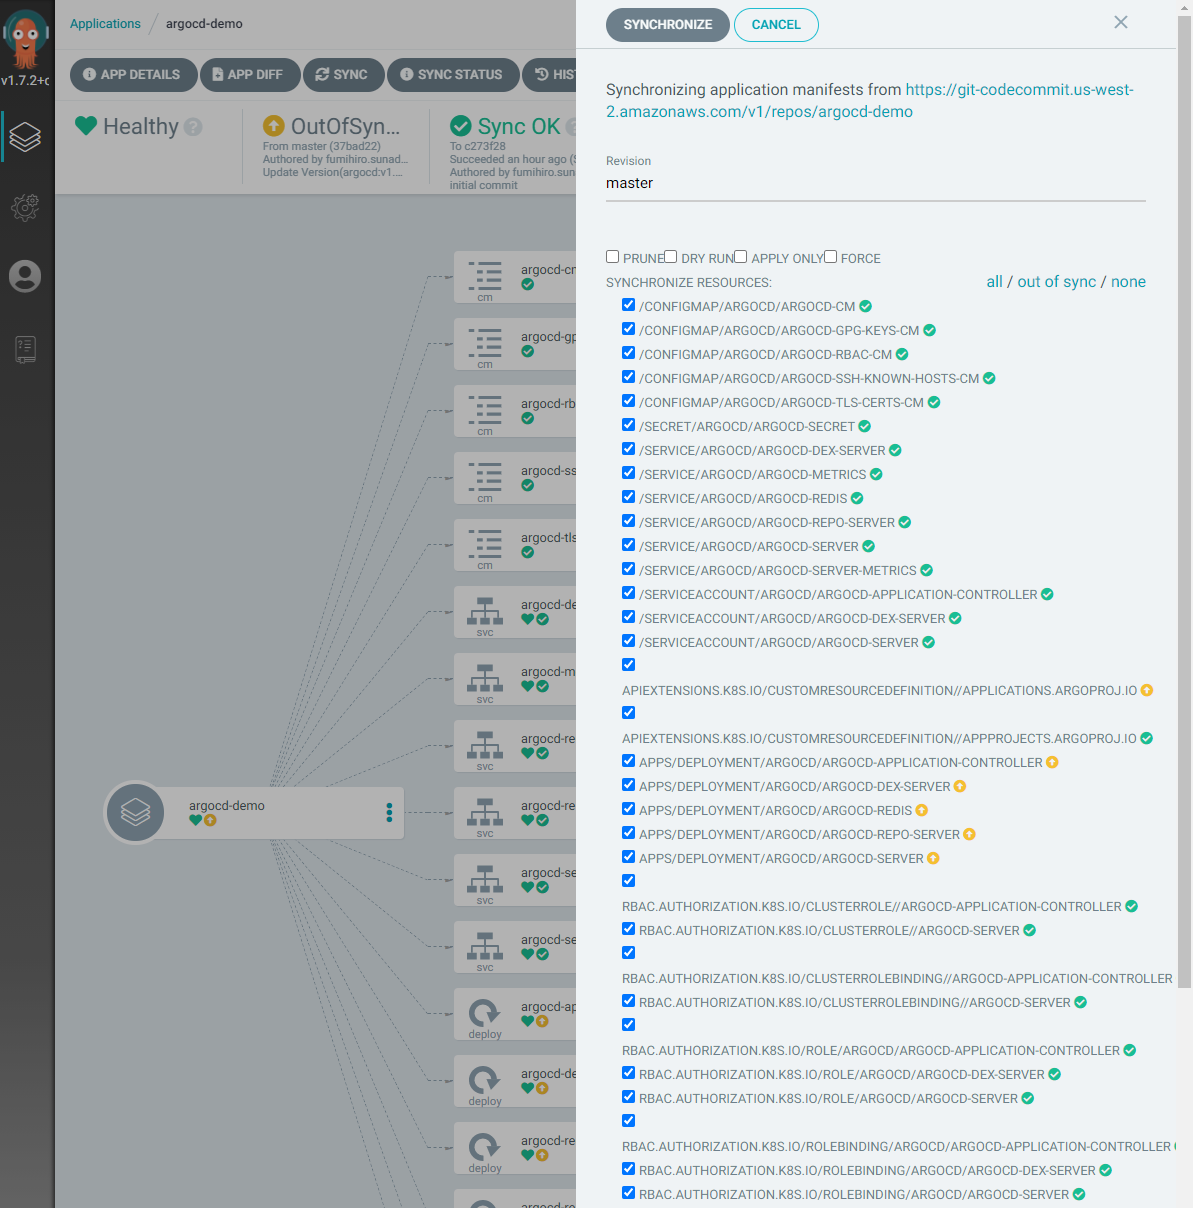 Applications / argocd-demo
v1.7.2+c
APP DETAILS
APP DIFF
SYNC
SYNC STATUS
HIS
Healthy
OutOfSyn...
From master (37bad22)
Authored by fumihiro.sunad...
Update Version(argocd:v1....
Sync OK
To c273f28
Succeeded an hour ago (S
Authored by fumihiro.sun
initial commit
argocd-demo
argocd-cm
cm
argocd-gp
cm
argocd-rb
cm
argocd-ss
cm
argocd-tls
cm
argocd-de
svc
argocd-m
svc
argocd-re
svc
argocd-re
svc
argocd-se
svc
argocd-se
svc
argocd-ap
deploy
argocd-de
deploy
argocd-re
deploy
argocd-re
SYNCHRONIZE
CANCEL
Synchronizing application manifests from https://git-codecommit.us-west-
2.amazonaws.com/v1/repos/argocd-demo
Revision
master
PRUNE DRY RUN APPLY ONLY FORCE
SYNCHRONIZE RESOURCES:
all / out of sync / none
/CONFIGMAP/ARGOCD/ARGOCD-CM
/CONFIGMAP/ARGOCD/ARGOCD-GPG-KEYS-CM
/CONFIGMAP/ARGOCD/ARGOCD-RBAC-CM
/CONFIGMAP/ARGOCD/ARGOCD-SSH-KNOWN-HOSTS-CM
/CONFIGMAP/ARGOCD/ARGOCD-TLS-CERTS-CM
/SECRET/ARGOCD/ARGOCD-SECRET
/SERVICE/ARGOCD/ARGOCD-DEX-SERVER
/SERVICE/ARGOCD/ARGOCD-METRICS
/SERVICE/ARGOCD/ARGOCD-REDIS
/SERVICE/ARGOCD/ARGOCD-REPO-SERVER
/SERVICE/ARGOCD/ARGOCD-SERVER
/SERVICE/ARGOCD/ARGOCD-SERVER-METRICS
/SERVICEACCOUNT/ARGOCD/ARGOCD-APPLICATION-CONTROLLER
/SERVICEACCOUNT/ARGOCD/ARGOCD-DEX-SERVER
/SERVICEACCOUNT/ARGOCD/ARGOCD-SERVER
APIEXTENSIONS.K8S.IO/CUSTOMRESOURCEDEFINITION//APPLICATIONS.ARGOPROJ.IO
APIEXTENSIONS.K8S.IO/CUSTOMRESOURCEDEFINITION//APPPROJECTS.ARGOPROJ.IO
APPS/DEPLOYMENT/ARGOCD/ARGOCD-APPLICATION-CONTROLLER
APPS/DEPLOYMENT/ARGOCD/ARGOCD-DEX-SERVER
APPS/DEPLOYMENT/ARGOCD/ARGOCD-REDIS
APPS/DEPLOYMENT/ARGOCD/ARGOCD-REPO-SERVER
APPS/DEPLOYMENT/ARGOCD/ARGOCD-SERVER
RBAC.AUTHORIZATION.K8S.IO/CLUSTERROLE//ARGOCD-APPLICATION-CONTROLLER
RBAC.AUTHORIZATION.K8S.IO/CLUSTERROLE//ARGOCD-SERVER
RBAC.AUTHORIZATION.K8S.IO/CLUSTERROLEBINDING//ARGOCD-APPLICATION-CONTROLLER
RBAC.AUTHORIZATION.K8S.IO/CLUSTERROLEBINDING//ARGOCD-SERVER
RBAC.AUTHORIZATION.K8S.IO/ROLE/ARGOCD/ARGOCD-APPLICATION-CONTROLLER
RBAC.AUTHORIZATION.K8S.IO/ROLE/ARGOCD/ARGOCD-DEX-SERVER
RBAC.AUTHORIZATION.K8S.IO/ROLE/ARGOCD/ARGOCD-SERVER
RBAC.AUTHORIZATION.K8S.IO/ROLEBINDING/ARGOCD/ARGOCD-APPLICATION-CONTROLLER
RBAC.AUTHORIZATION.K8S.IO/ROLEBINDING/ARGOCD/ARGOCD-DEX-SERVER
RBAC.AUTHORIZATION.K8S.IO/ROLEBINDING/ARGOCD/ARGOCD-SERVER